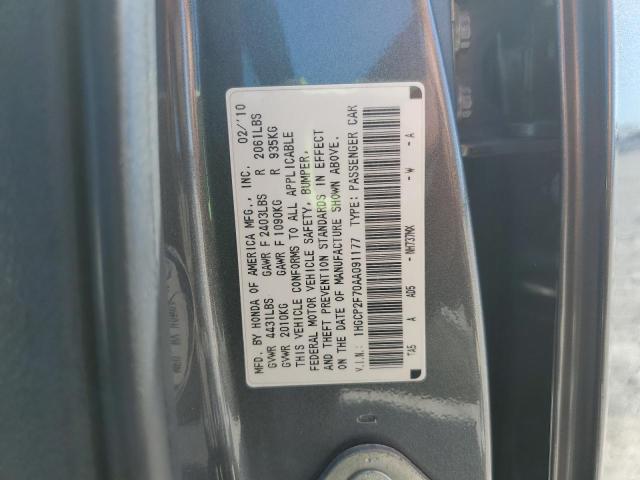 MFD. BY HONDA OF AMERICA MFG., INC. 02/'10
GVWR 4431LBS GAWR F 2403LBS R 2061LBS
GVWR 2010KG GAWR F 1090KG R 935KG
THIS VEHICLE CONFORMS TO ALL APPLICABLE
FEDERAL MOTOR VEHICLE SAFETY, BUMPER,
AND THEFT PREVENTION STANDARDS IN EFFECT
ON THE DATE OF MANUFACTURE SHOWN ABOVE.
V.I.N.: 1HGCP2F70AA091177 TYPE: PASSENGER CAR
TA5 A AD5 - NH737MX - W - A